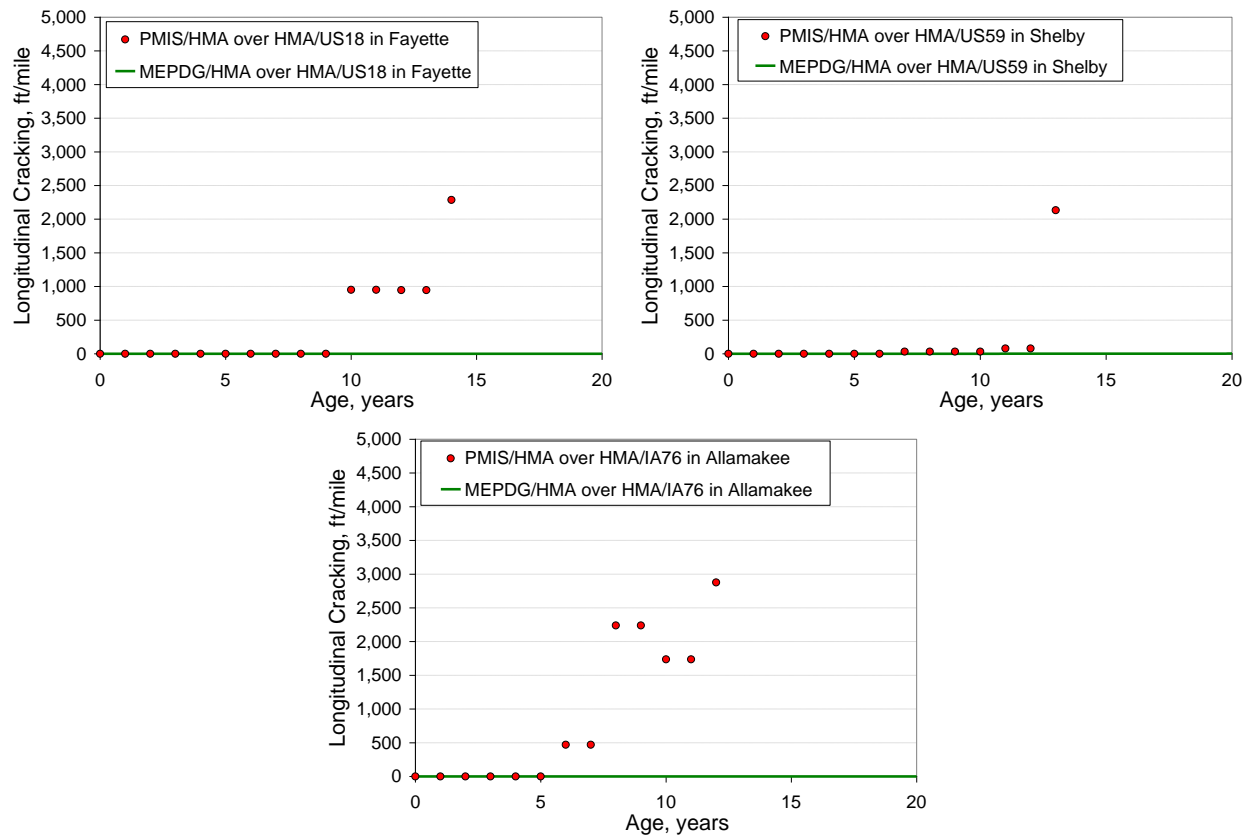 PMIS/HMA over HMA/US18 in Fayette
MEPDG/HMA over HMA/US18 in Fayette
Longitudinal Cracking, ft/mile
5,000
4,500
4,000
3,500
3,000
2,500
2,000
1,500
1,000
500
0
0 5 10 15 20
Age, years
PMIS/HMA over HMA/US59 in Shelby
MEPDG/HMA over HMA/US59 in Shelby
Longitudinal Cracking, ft/mile
5,000
4,500
4,000
3,500
3,000
2,500
2,000
1,500
1,000
500
0
0 5 10 15 20
Age, years
PMIS/HMA over HMA/IA76 in Allamakee
MEPDG/HMA over HMA/IA76 in Allamakee
Longitudinal Cracking, ft/mile
5,000
4,500
4,000
3,500
3,000
2,500
2,000
1,500
1,000
500
0
0 5 10 15 20
Age, years